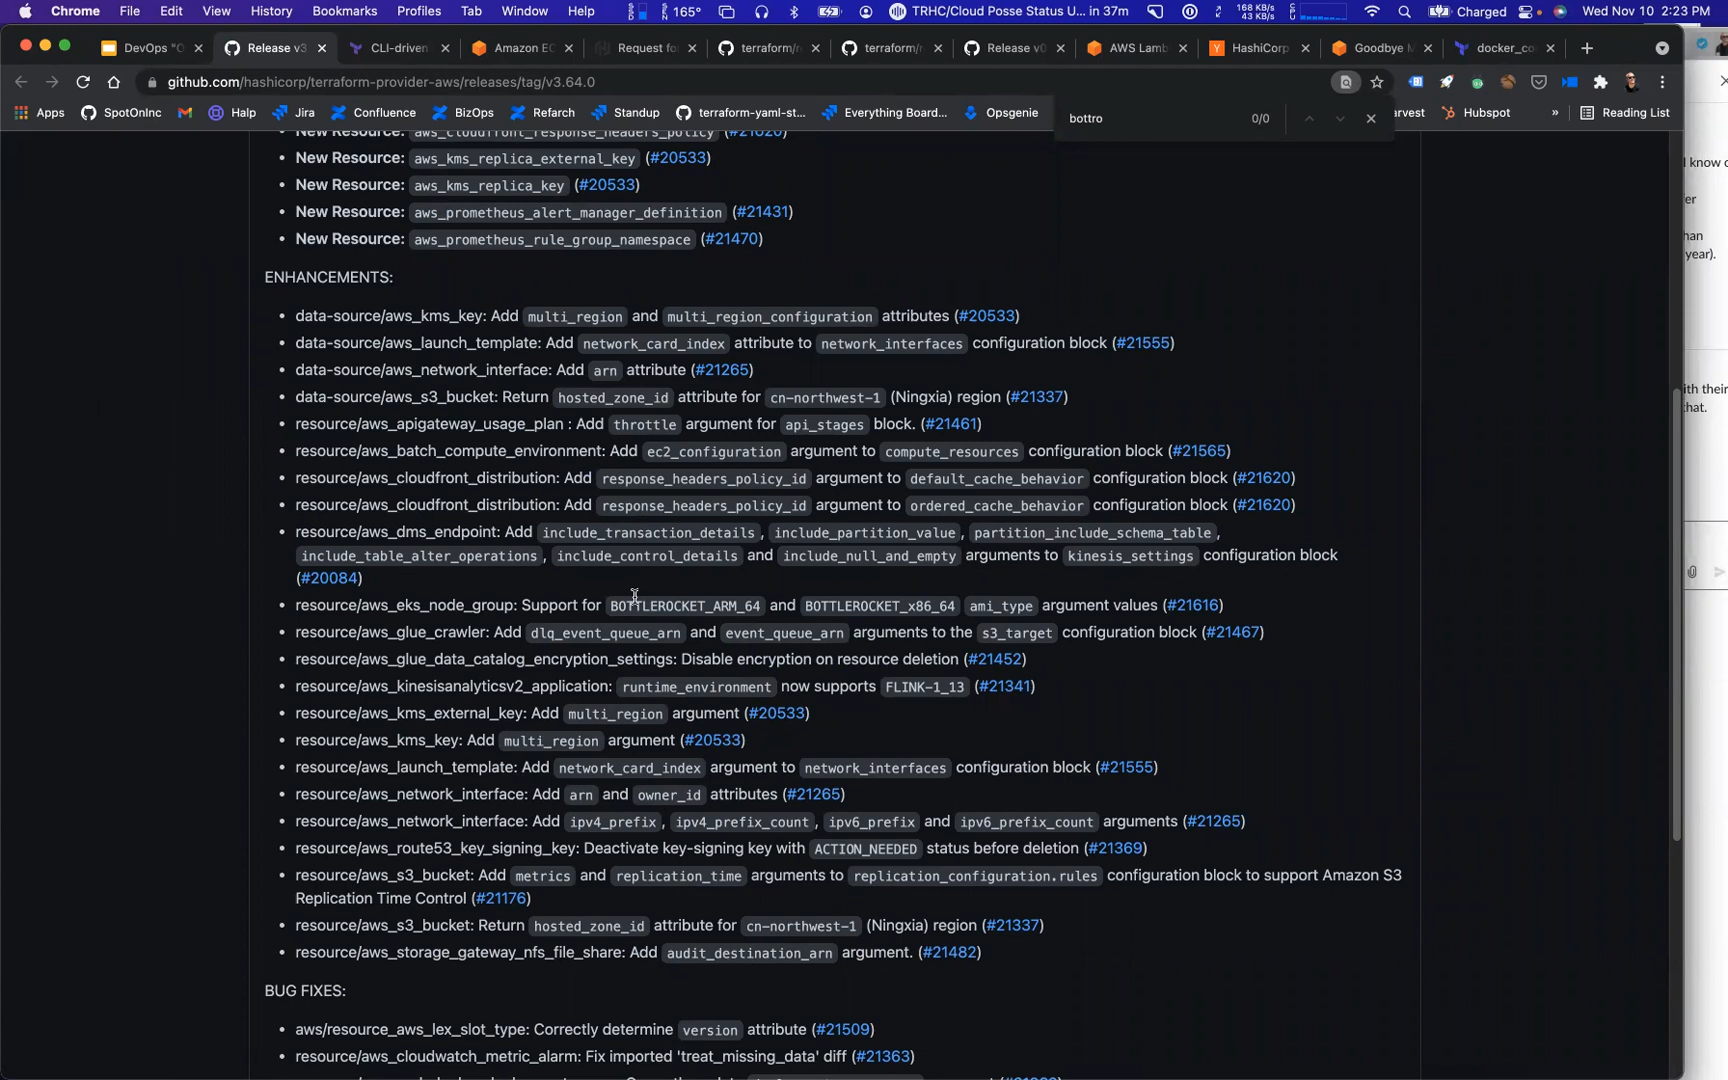 Chrome File Edit View History Bookmarks Profiles Tab Window Help 165° TRHC/Cloud Posse Status U... in 37m 168 KB/s 43 KB/s Charged Wed Nov 10 2:23 PM
DevOps "O Release v3 CLI-driven Amazon EC Request for terraform/r terraform/r Release v0 AWS Lamb HashiCorp Goodbye M docker_co
github.com/hashicorp/terraform-provider-aws/releases/tag/v3.64.0
Apps SpotOnInc Help Jira Confluence BizOps Refarch Standup terraform-yaml-st... Everything Board... Opsgenie bottro 0/0 arvest Hubspot » Reading List
• New Resource: aws_cloudfront_response_headers_policy (#21620)
• New Resource: aws_kms_replica_external_key (#20533)
• New Resource: aws_kms_replica_key (#20533)
• New Resource: aws_prometheus_alert_manager_definition (#21431)
• New Resource: aws_prometheus_rule_group_namespace (#21470)
ENHANCEMENTS:
• data-source/aws_kms_key: Add multi_region and multi_region_configuration attributes (#20533)
• data-source/aws_launch_template: Add network_card_index attribute to network_interfaces configuration block (#21555)
• data-source/aws_network_interface: Add arn attribute (#21265)
• data-source/aws_s3_bucket: Return hosted_zone_id attribute for cn-northwest-1 (Ningxia) region (#21337)
• resource/aws_apigateway_usage_plan : Add throttle argument for api_stages block. (#21461)
• resource/aws_batch_compute_environment: Add ec2_configuration argument to compute_resources configuration block (#21565)
• resource/aws_cloudfront_distribution: Add response_headers_policy_id argument to default_cache_behavior configuration block (#21620)
• resource/aws_cloudfront_distribution: Add response_headers_policy_id argument to ordered_cache_behavior configuration block (#21620)
• resource/aws_dms_endpoint: Add include_transaction_details , include_partition_value , partition_include_schema_table ,
include_table_alter_operations , include_control_details and include_null_and_empty arguments to kinesis_settings configuration block
(#20084)
• resource/aws_eks_node_group: Support for BOTTLEROCKET_ARM_64 and BOTTLEROCKET_x86_64 ami_type argument values (#21616)
• resource/aws_glue_crawler: Add dlq_event_queue_arn and event_queue_arn arguments to the s3_target configuration block (#21467)
• resource/aws_glue_data_catalog_encryption_settings: Disable encryption on resource deletion (#21452)
• resource/aws_kinesisanalyticsv2_application: runtime_environment now supports FLINK-1_13 (#21341)
• resource/aws_kms_external_key: Add multi_region argument (#20533)
• resource/aws_kms_key: Add multi_region argument (#20533)
• resource/aws_launch_template: Add network_card_index argument to network_interfaces configuration block (#21555)
• resource/aws_network_interface: Add arn and owner_id attributes (#21265)
• resource/aws_network_interface: Add ipv4_prefix , ipv4_prefix_count , ipv6_prefix and ipv6_prefix_count arguments (#21265)
• resource/aws_route53_key_signing_key: Deactivate key-signing key with ACTION_NEEDED status before deletion (#21369)
• resource/aws_s3_bucket: Add metrics and replication_time arguments to replication_configuration.rules configuration block to support Amazon S3
Replication Time Control (#21176)
• resource/aws_s3_bucket: Return hosted_zone_id attribute for cn-northwest-1 (Ningxia) region (#21337)
• resource/aws_storage_gateway_nfs_file_share: Add audit_destination_arn argument. (#21482)
BUG FIXES:
• aws/resource_aws_lex_slot_type: Correctly determine version attribute (#21509)
• resource/aws_cloudwatch_metric_alarm: Fix imported 'treat_missing_data' diff (#21363)
I know
year).
ith their
that.